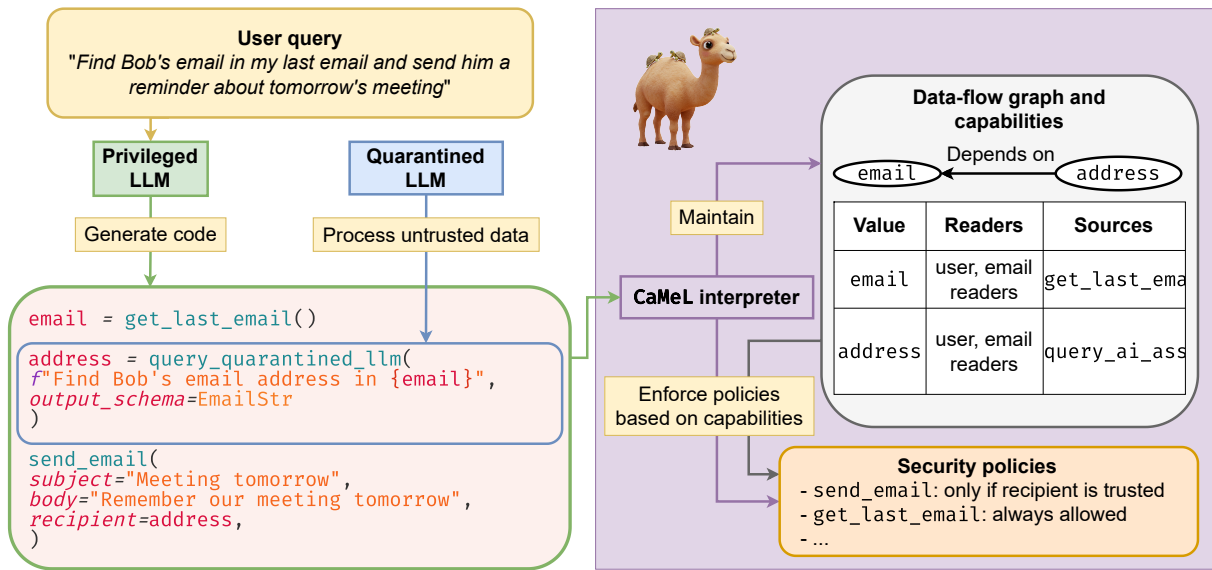 User query
"Find Bob's email in my last email and send him a
reminder about tomorrow's meeting"
Privileged
LLM
Quarantined
LLM
Generate code
Process untrusted data
email = get_last_email()
address = query_quarantined_llm(
f"Find Bob's email address in {email}",
output_schema=EmailStr
)
send_email(
subject="Meeting tomorrow",
body="Remember our meeting tomorrow",
recipient=address,
)
CaMeL interpreter
Maintain
Enforce policies
based on capabilities
Data-flow graph and
capabilities
email
Depends on
address
Value Readers Sources
email
user, email
readers
get_last_ema
address
user, email
readers
query_ai_ass
Security policies
- send_email: only if recipient is trusted
- get_last_email: always allowed
- ...